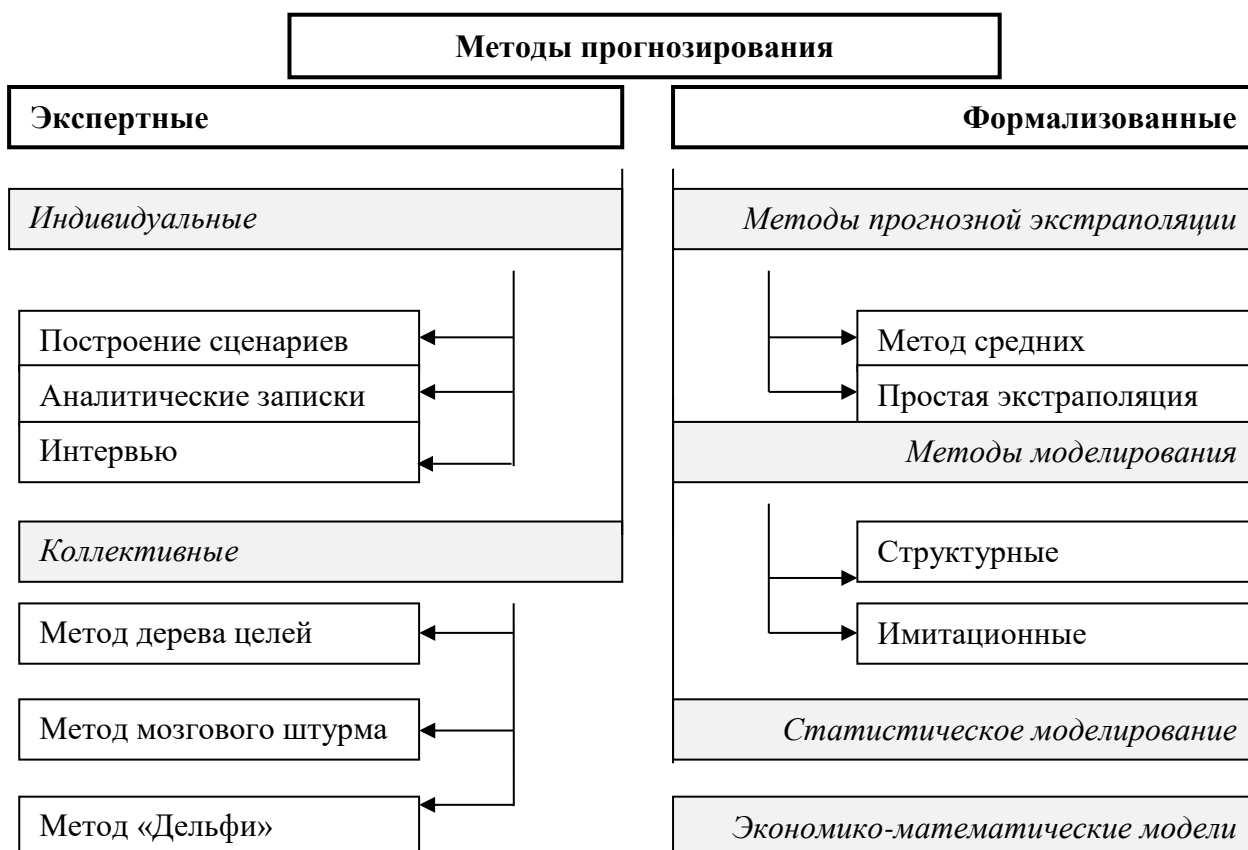 Методы прогнозирования
Экспертные
Формализованные
Индивидуальные
Методы прогнозной экстраполяции
Построение сценариев
Метод средних
Аналитические записки
Простая экстраполяция
Интервью
Методы моделирования
Коллективные
Структурные
Метод дерева целей
Имитационные
Метод мозгового штурма
Статистическое моделирование
Метод «Дельфи»
Экономико-математические модели